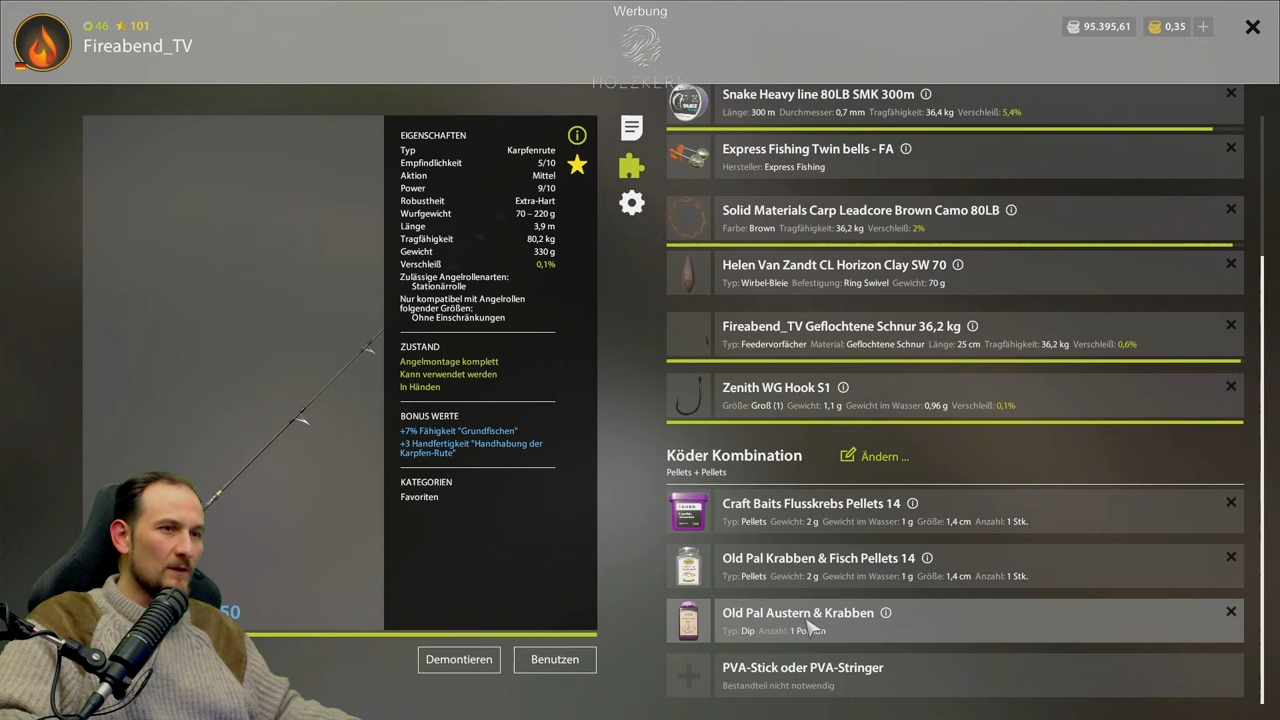 46 101
Fireabend_TV
Werbung
HOLZKERN
95.395,61
0,35
EIGENSCHAFTEN
Typ Karpfenrute
Empfindlichkeit 5/10
Aktion Mittel
Power 9/10
Robustheit Extra-Hart
Wurfgewicht 70 – 220 g
Länge 3,9 m
Tragfähigkeit 80,2 kg
Gewicht 330 g
Verschleiß 0,1%
Zulässige Angelrollenarten:
Stationärrolle
Nur kompatibel mit Angelrollen
folgender Größen:
Ohne Einschränkungen
ZUSTAND
Angelmontage komplett
Kann verwendet werden
In Händen
BONUS WERTE
+7% Fähigkeit "Grundfischen"
+3 Handfertigkeit "Handhabung der
Karpfen-Rute"
KATEGORIEN
Favoriten
50
Demontieren
Benutzen
Snake Heavy line 80LB SMK 300m
Länge: 300 m Durchmesser: 0,7 mm Tragfähigkeit: 36,4 kg Verschleiß: 5,4%
Express Fishing Twin bells - FA
Hersteller: Express Fishing
Solid Materials Carp Leadcore Brown Camo 80LB
Farbe: Brown Tragfähigkeit: 36,2 kg Verschleiß: 2%
Helen Van Zandt CL Horizon Clay SW 70
Typ: Wirbel-Bleie Befestigung: Ring Swivel Gewicht: 70 g
Fireabend_TV Geflochtene Schnur 36,2 kg
Typ: Feedervorfächer Material: Geflochtene Schnur Länge: 25 cm Tragfähigkeit: 36,2 kg Verschleiß: 0,6%
Zenith WG Hook S1
Größe: Groß (1) Gewicht: 1,1 g Gewicht im Wasser: 0,96 g Verschleiß: 0,1%
Köder Kombination
Ändern ...
Pellets + Pellets
Craft Baits Flusskrebs Pellets 14
Typ: Pellets Gewicht: 2 g Gewicht im Wasser: 1 g Größe: 1,4 cm Anzahl: 1 Stk.
Old Pal Krabben & Fisch Pellets 14
Typ: Pellets Gewicht: 2 g Gewicht im Wasser: 1 g Größe: 1,4 cm Anzahl: 1 Stk.
Old Pal Austern & Krabben
Typ: Dip Anzahl: 1 Portion
PVA-Stick oder PVA-Stringer
Bestandteil nicht notwendig